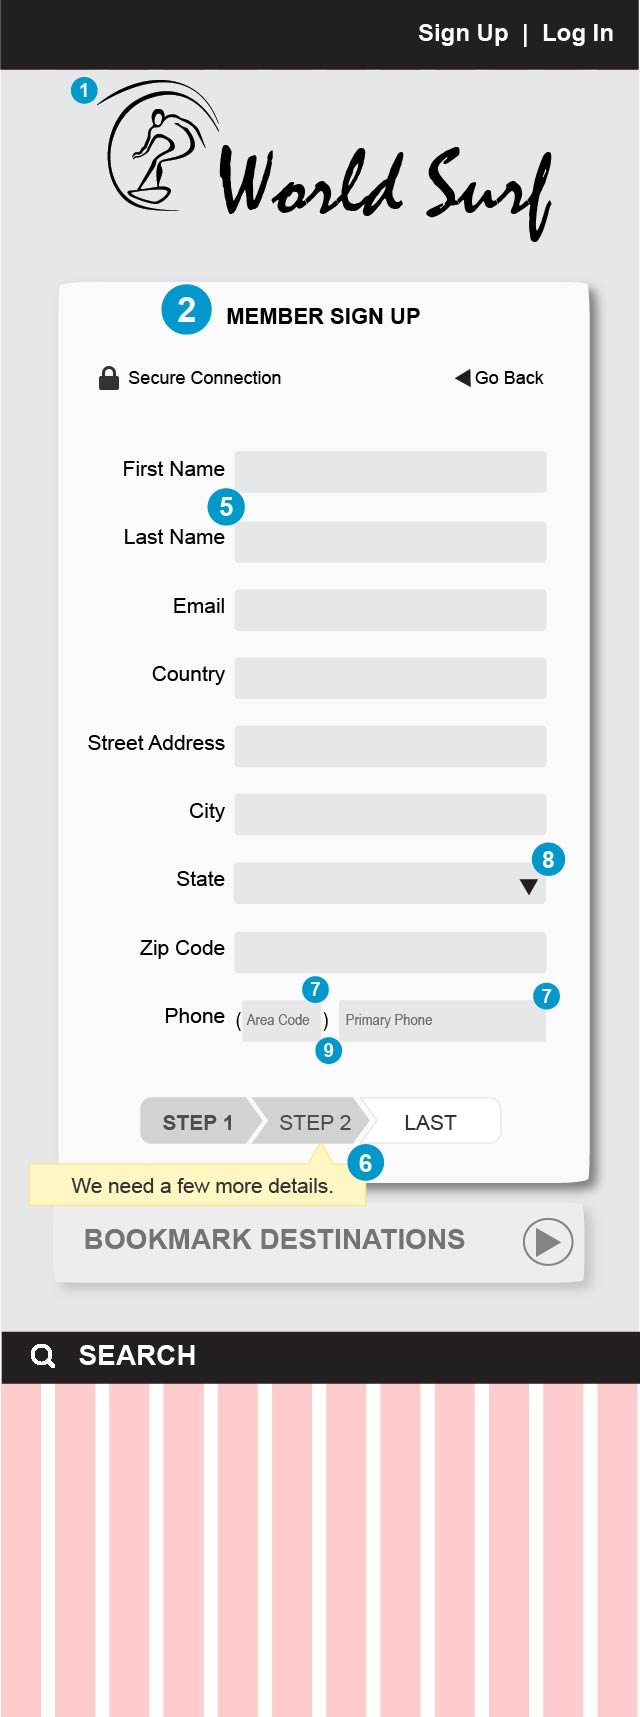 Sign Up | Log In
1
World Surf
2 MEMBER SIGN UP
Secure Connection Go Back
First Name
5
Last Name
Email
Country
Street Address
City
8
State
Zip Code
7 7
Phone (Area Code) Primary Phone
9
STEP 1 STEP 2 LAST
6
We need a few more details.
BOOKMARK DESTINATIONS
SEARCH